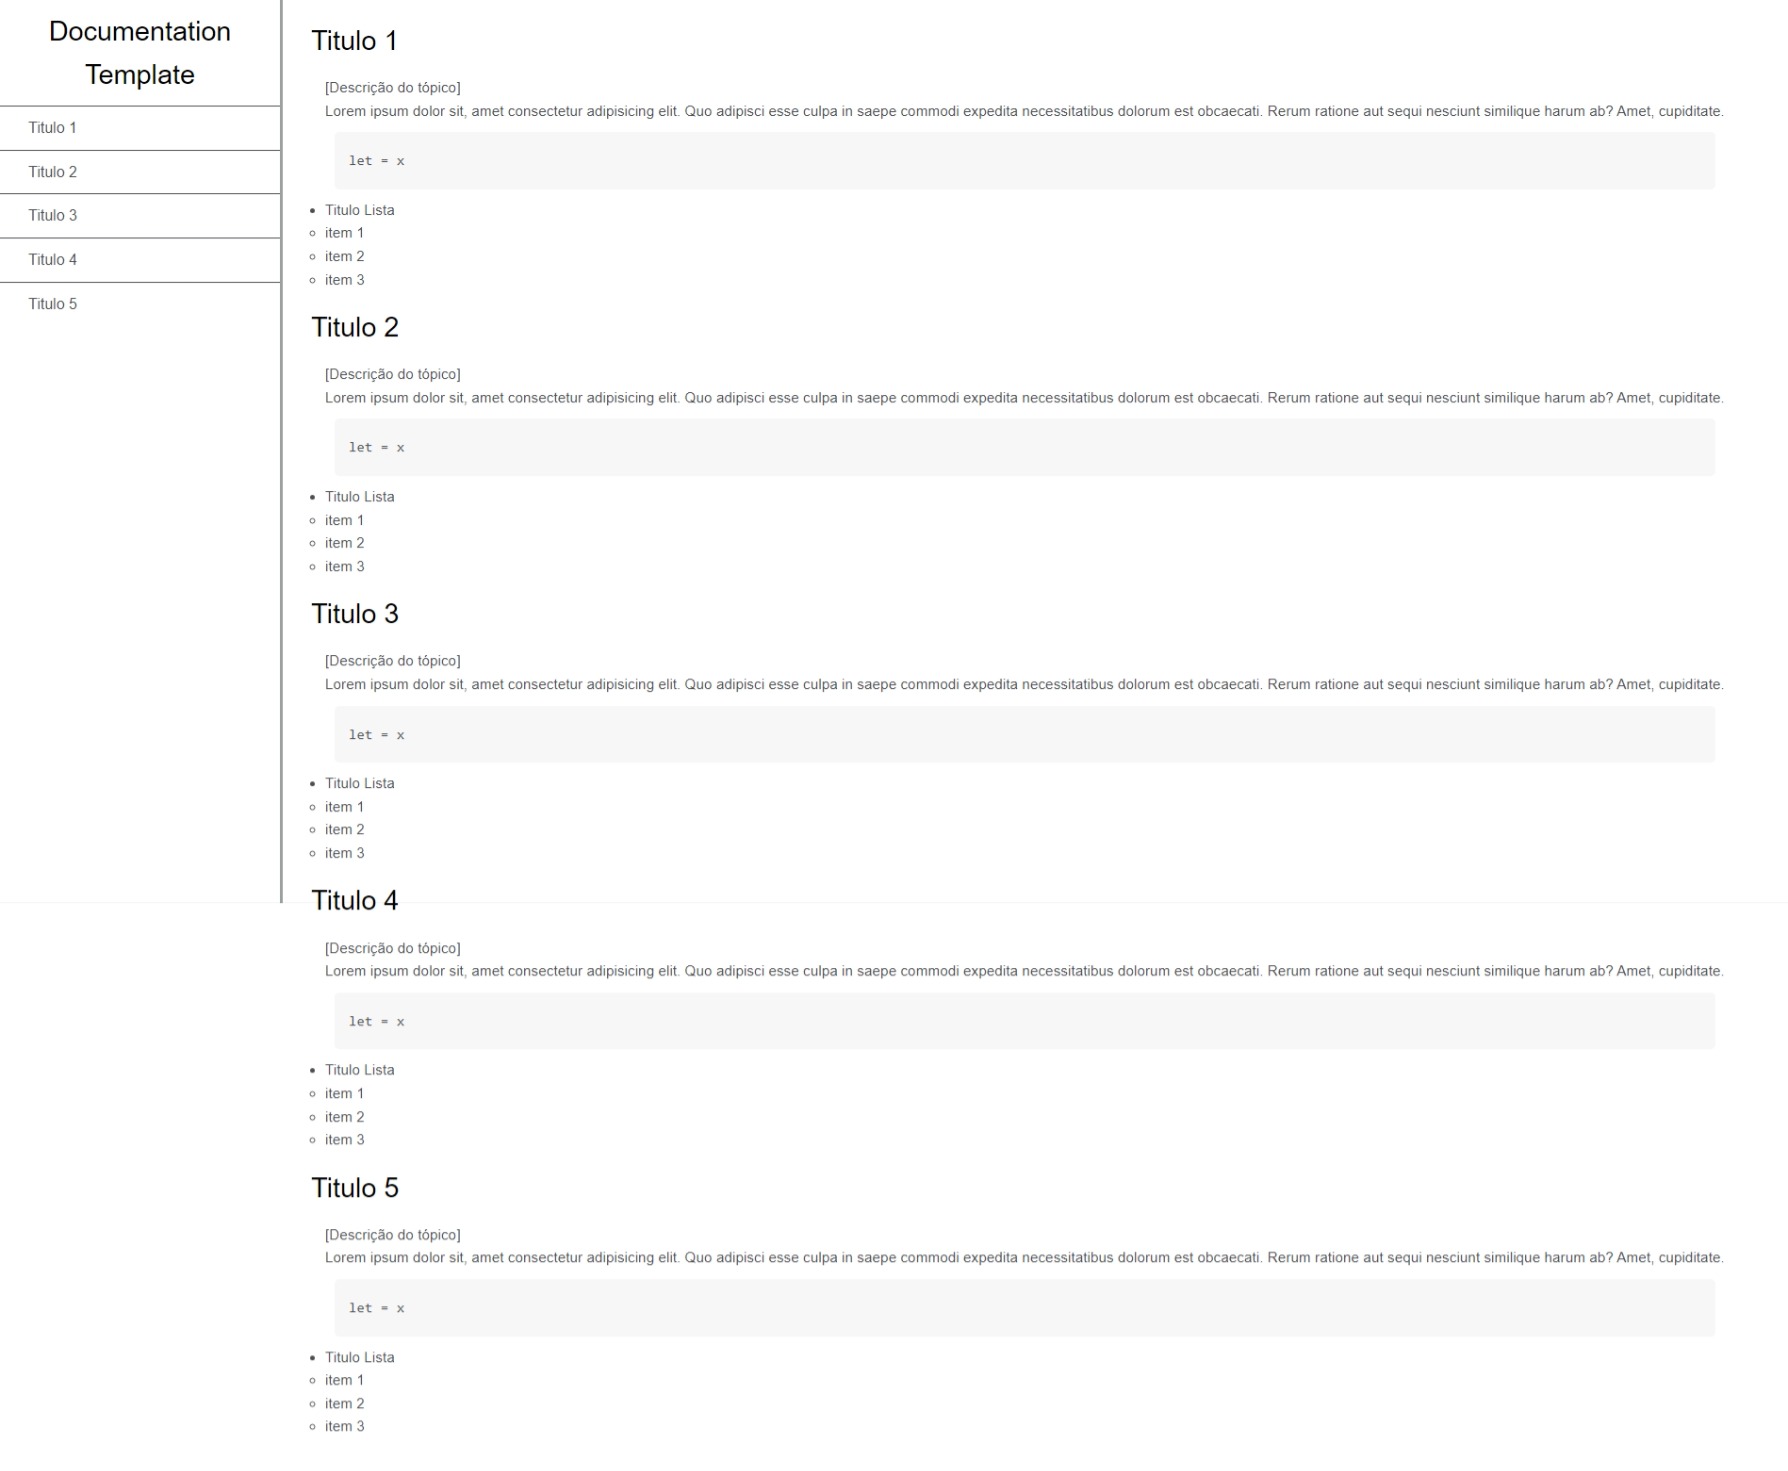 Documentation
Template
Titulo 1
Titulo 2
Titulo 3
Titulo 4
Titulo 5
Titulo 1
[Descrição do tópico]
Lorem ipsum dolor sit, amet consectetur adipisicing elit. Quo adipisci esse culpa in saepe commodi expedita necessitatibus dolorum est obcaecati. Rerum ratione aut sequi nesciunt similique harum ab? Amet, cupiditate.
let = x
Titulo Lista
item 1
item 2
item 3
Titulo 2
[Descrição do tópico]
Lorem ipsum dolor sit, amet consectetur adipisicing elit. Quo adipisci esse culpa in saepe commodi expedita necessitatibus dolorum est obcaecati. Rerum ratione aut sequi nesciunt similique harum ab? Amet, cupiditate.
let = x
Titulo Lista
item 1
item 2
item 3
Titulo 3
[Descrição do tópico]
Lorem ipsum dolor sit, amet consectetur adipisicing elit. Quo adipisci esse culpa in saepe commodi expedita necessitatibus dolorum est obcaecati. Rerum ratione aut sequi nesciunt similique harum ab? Amet, cupiditate.
let = x
Titulo Lista
item 1
item 2
item 3
Titulo 4
[Descrição do tópico]
Lorem ipsum dolor sit, amet consectetur adipisicing elit. Quo adipisci esse culpa in saepe commodi expedita necessitatibus dolorum est obcaecati. Rerum ratione aut sequi nesciunt similique harum ab? Amet, cupiditate.
let = x
Titulo Lista
item 1
item 2
item 3
Titulo 5
[Descrição do tópico]
Lorem ipsum dolor sit, amet consectetur adipisicing elit. Quo adipisci esse culpa in saepe commodi expedita necessitatibus dolorum est obcaecati. Rerum ratione aut sequi nesciunt similique harum ab? Amet, cupiditate.
let = x
Titulo Lista
item 1
item 2
item 3